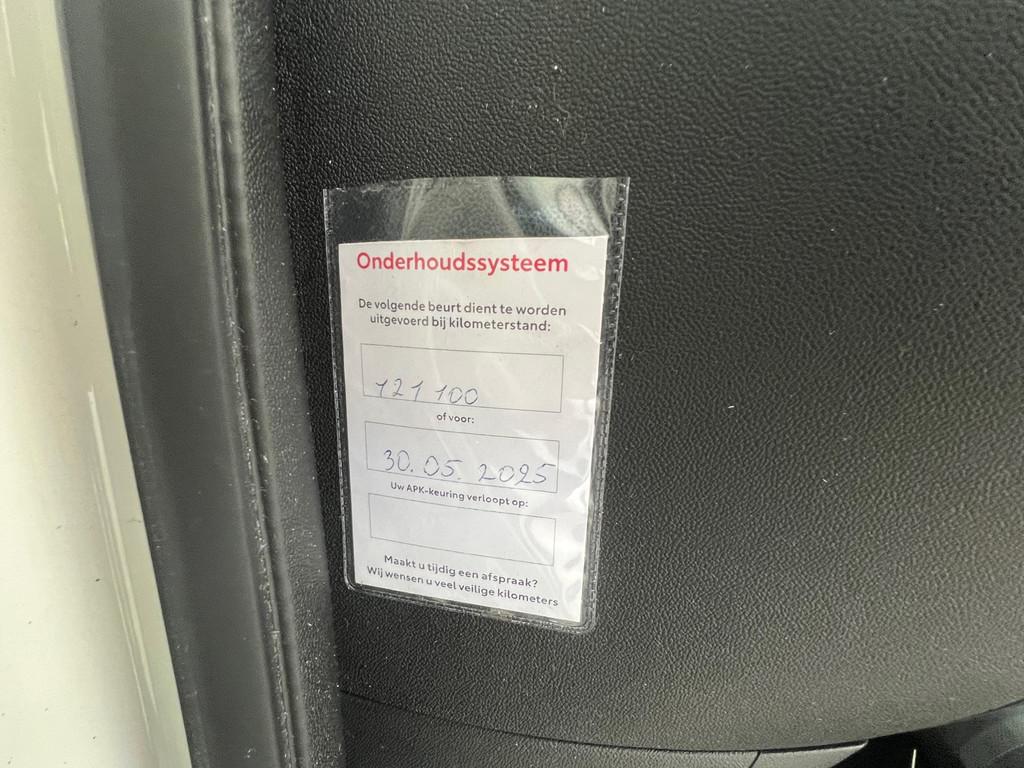 Onderhoudssysteem
De volgende beurt dient te worden
uitgevoerd bij kilometerstand:
121 100
of voor:
30.05.2025
Uw APK-keuring verloopt op:
Maakt u tijdig een afspraak?
Wij wensen u veel veilige kilometers